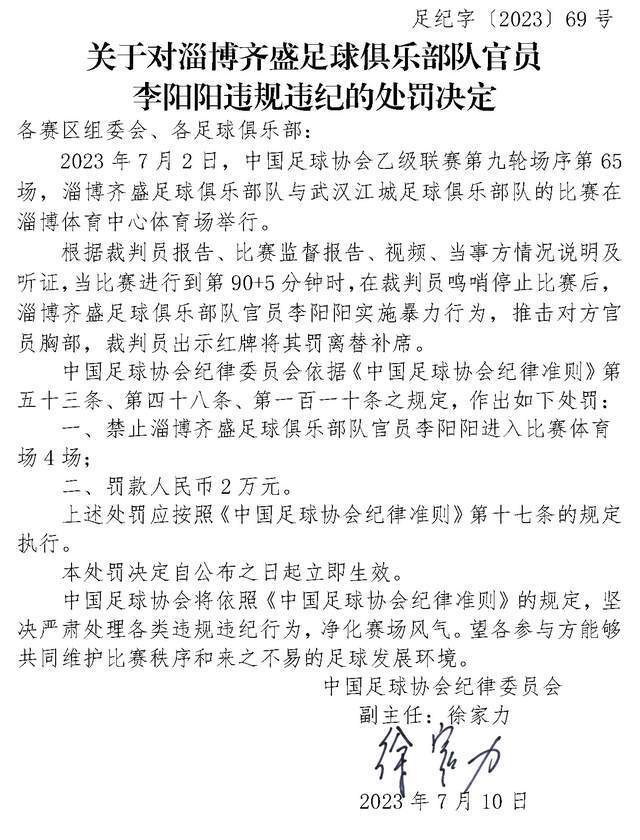 足纪字〔2023〕69 号
关于对淄博齐盛足球俱乐部队官员
李阳阳违规违纪的处罚决定
各赛区组委会、各足球俱乐部：
2023 年 7 月 2 日，中国足球协会乙级联赛第九轮场序第 65
场，淄博齐盛足球俱乐部队与武汉江城足球俱乐部队的比赛在
淄博体育中心体育场举行。
根据裁判员报告、比赛监督报告、视频、当事方情况说明及
听证，当比赛进行到第 90+5 分钟时，在裁判员鸣哨停止比赛后，
淄博齐盛足球俱乐部队官员李阳阳实施暴力行为，推击对方官
员胸部，裁判员出示红牌将其罚离替补席。
中国足球协会纪律委员会依据《中国足球协会纪律准则》第
五十三条、第四十八条、第一百一十条之规定，作出如下处罚：
一、禁止淄博齐盛足球俱乐部队官员李阳阳进入比赛体育
场 4 场；
二、罚款人民币 2 万元。
上述处罚应按照《中国足球协会纪律准则》第十七条的规定
执行。
本处罚决定自公布之日起立即生效。
中国足球协会将依照《中国足球协会纪律准则》的规定，坚
决严肃处理各类违规违纪行为，净化赛场风气。望各参与方能够
共同维护比赛秩序和来之不易的足球发展环境。
中国足球协会纪律委员会
副主任：徐家力
徐家力
2023 年 7 月 10 日